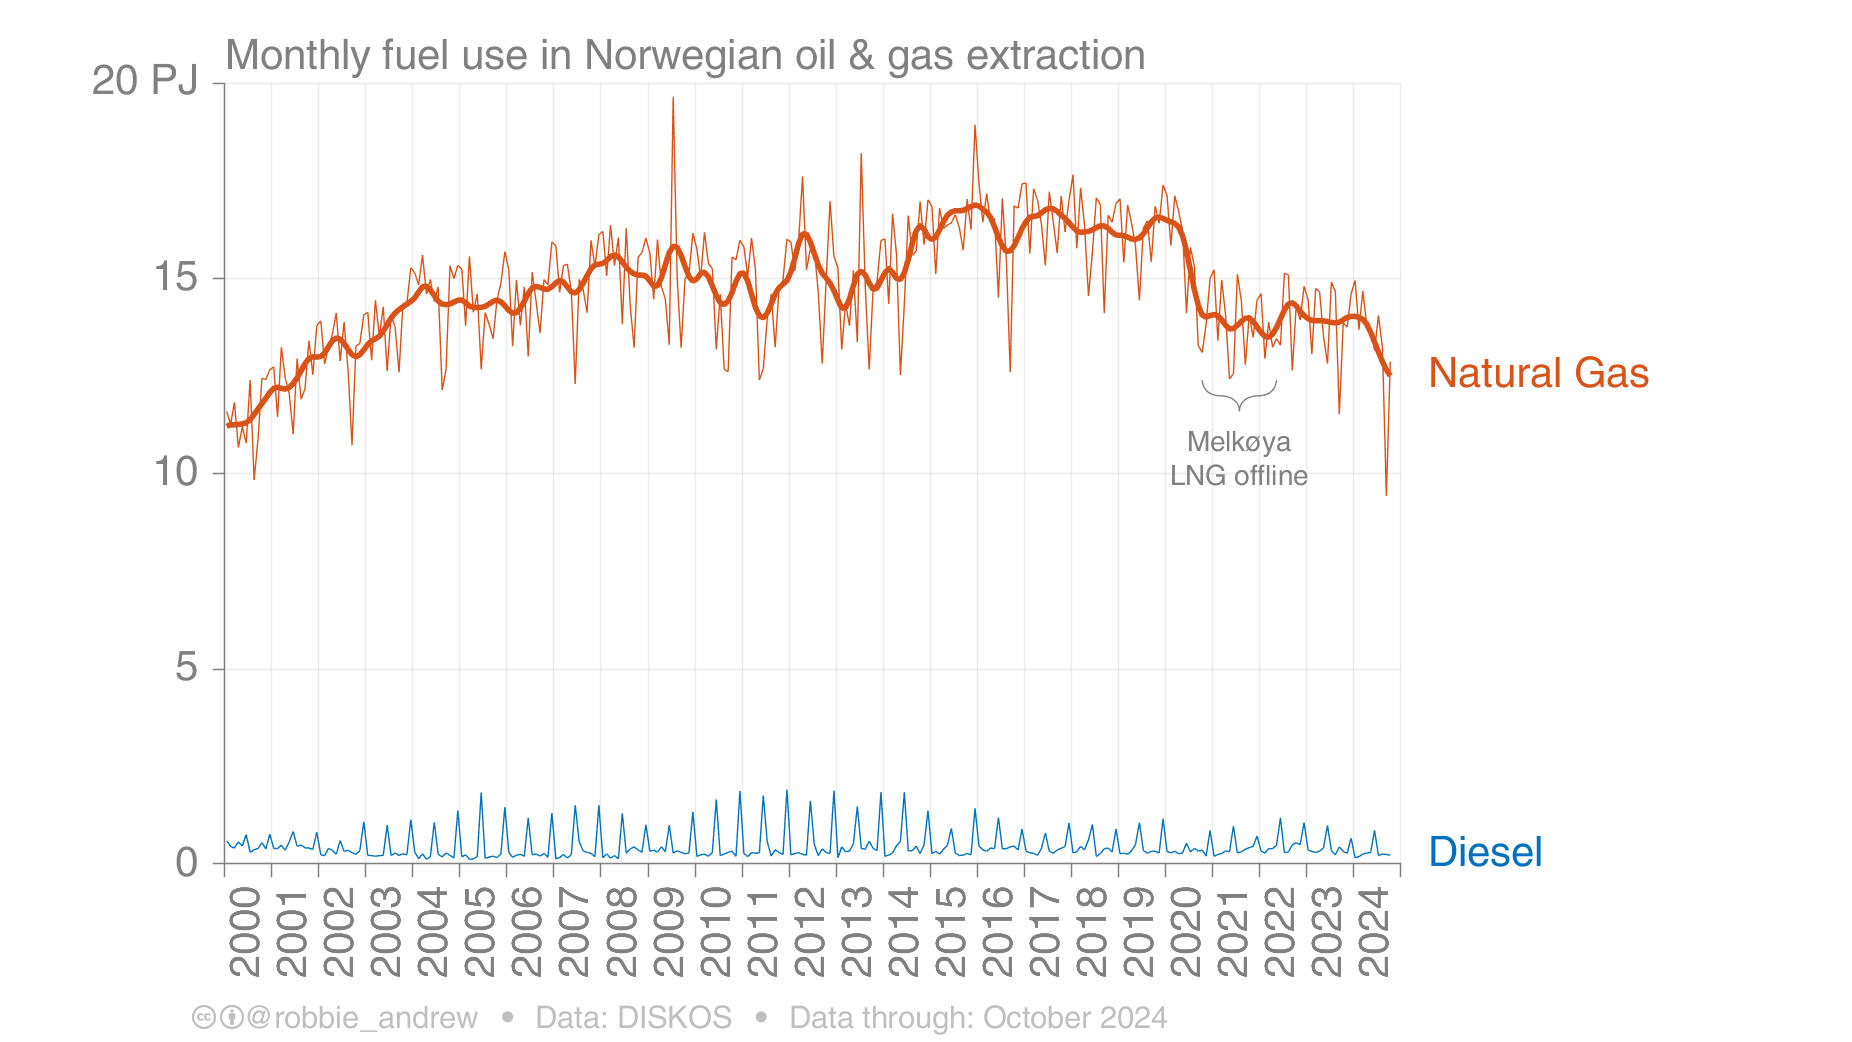 Monthly fuel use in Norwegian oil & gas extraction
20 PJ
15
10
5
0
Natural Gas
Melkøya
LNG offline
Diesel
2000 2001 2002 2003 2004 2005 2006 2007 2008 2009 2010 2011 2012 2013 2014 2015 2016 2017 2018 2019 2020 2021 2022 2023 2024
cc @robbie_andrew • Data: DISKOS • Data through: October 2024